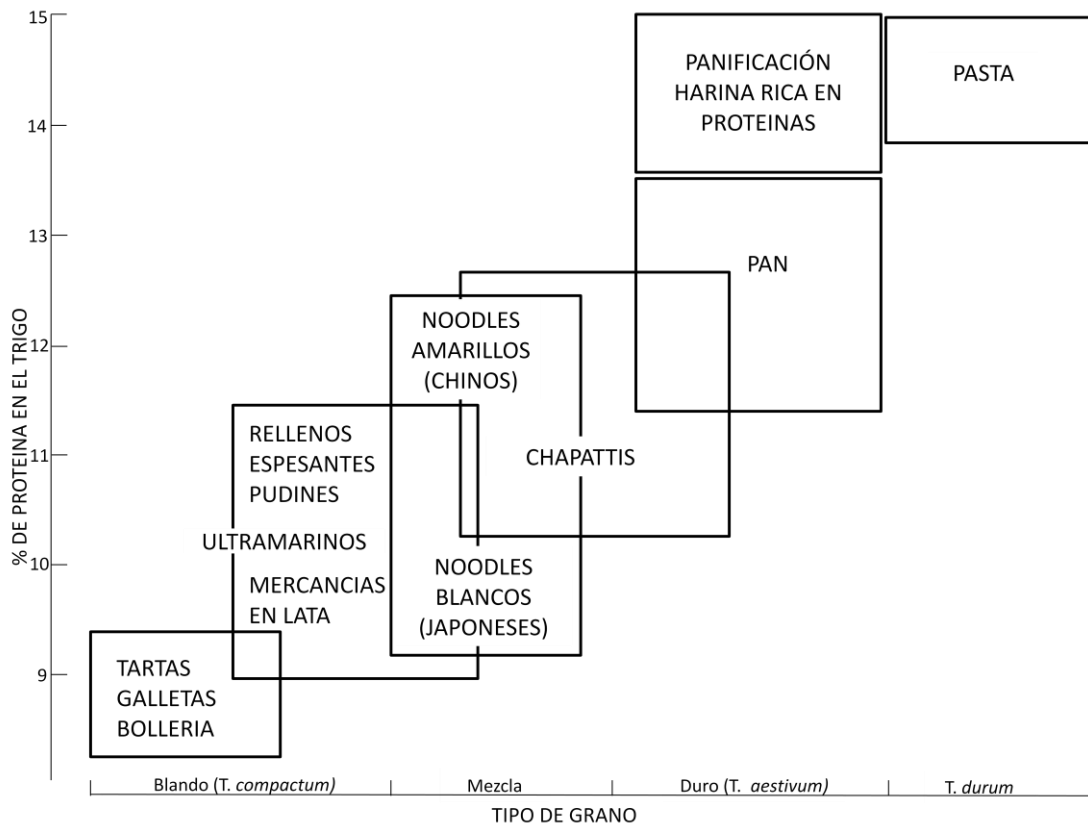 15
14
13
12
11
10
9
% DE PROTEINA EN EL TRIGO
PANIFICACIÓN
HARINA RICA EN
PROTEINAS
PASTA
PAN
NOODLES
AMARILLOS
(CHINOS)
RELLENOS
ESPESANTES
PUDINES
CHAPATTIS
ULTRAMARINOS
MERCANCIAS
EN LATA
NOODLES
BLANCOS
(JAPONESES)
TARTAS
GALLETAS
BOLLERIA
Blando (T. compactum)
Mezcla
Duro (T. aestivum)
T. durum
TIPO DE GRANO